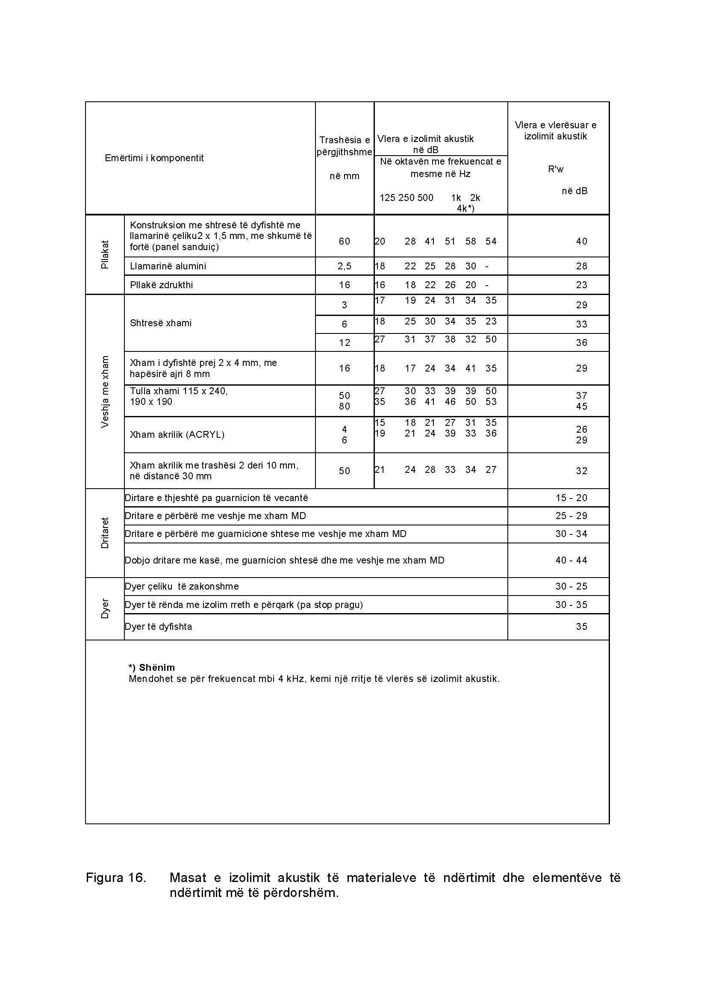 Emërtimi i komponentit
Trashësia e
përgjithshme
në mm
Vlera e izolimit akustik
në dB
Në oktavën me frekuencat e
mesme në Hz
125 250 500 1k 2k
4k*)
Vlera e vlerësuar e
izolimit akustik
R'w
në dB
Pllakat
Konstruksion me shtresë të dyfishtë me
llamarinë çeliku2 x 1,5 mm, me shkumë të
fortë (panel sanduiç)
60
20 28 41 51 58 54
40
Llamarinë alumini
2,5
18 22 25 28 30 -
28
Pllakë zdrukthi
16
16 18 22 26 20 -
23
Veshja me xham
Shtresë xhami
3
17 19 24 31 34 35
29
6
18 25 30 34 35 23
33
12
27 31 37 38 32 50
36
Xham i dyfishtë prej 2 x 4 mm, me
hapësirë ajri 8 mm
16
18 17 24 34 41 35
29
Tulla xhami 115 x 240,
190 x 190
50
80
27 30 33 39 39 50
35 36 41 46 50 53
37
45
Xham akrilik (ACRYL)
4
6
15 18 21 27 31 35
19 21 24 39 33 36
26
29
Xham akrilik me trashësi 2 deri 10 mm,
në distancë 30 mm
50
21 24 28 33 34 27
32
Dritaret
Dirtare e thjeshtë pa guarnicion të vecantë
15 - 20
Dritare e përbërë me veshje me xham MD
25 - 29
Dritare e përbërë me guarnicione shtese me veshje me xham MD
30 - 34
Dobjo dritare me kasë, me guarnicion shtesë dhe me veshje me xham MD
40 - 44
Dyer
Dyer çeliku të zakonshme
30 - 25
Dyer të rënda me izolim rreth e përqark (pa stop pragu)
30 - 35
Dyer të dyfishta
35
*) Shënim
Mendohet se për frekuencat mbi 4 kHz, kemi një rritje të vlerës së izolimit akustik.
Figura 16. Masat e izolimit akustik të materialeve të ndërtimit dhe elementëve të
ndërtimit më të përdorshëm.